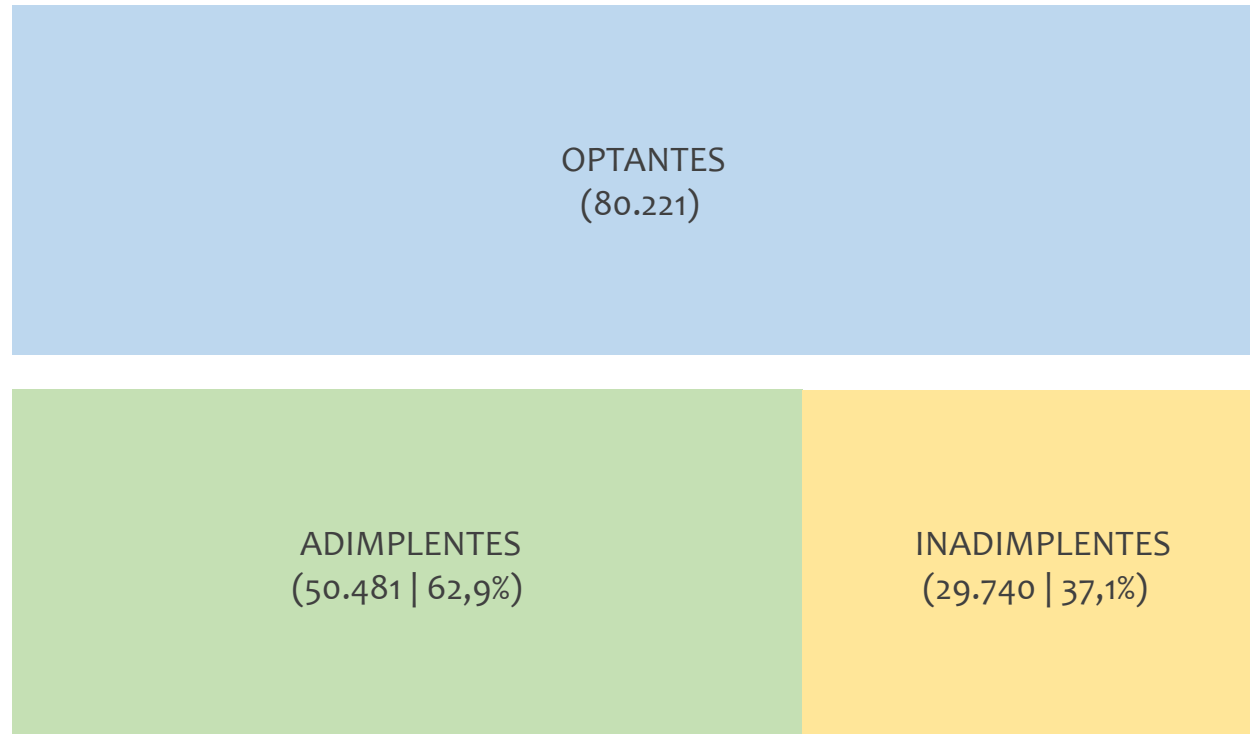 OPTANTES
(80.221)
ADIMPLENTES
(50.481 | 62,9%)
INADIMPLENTES
(29.740 | 37,1%)